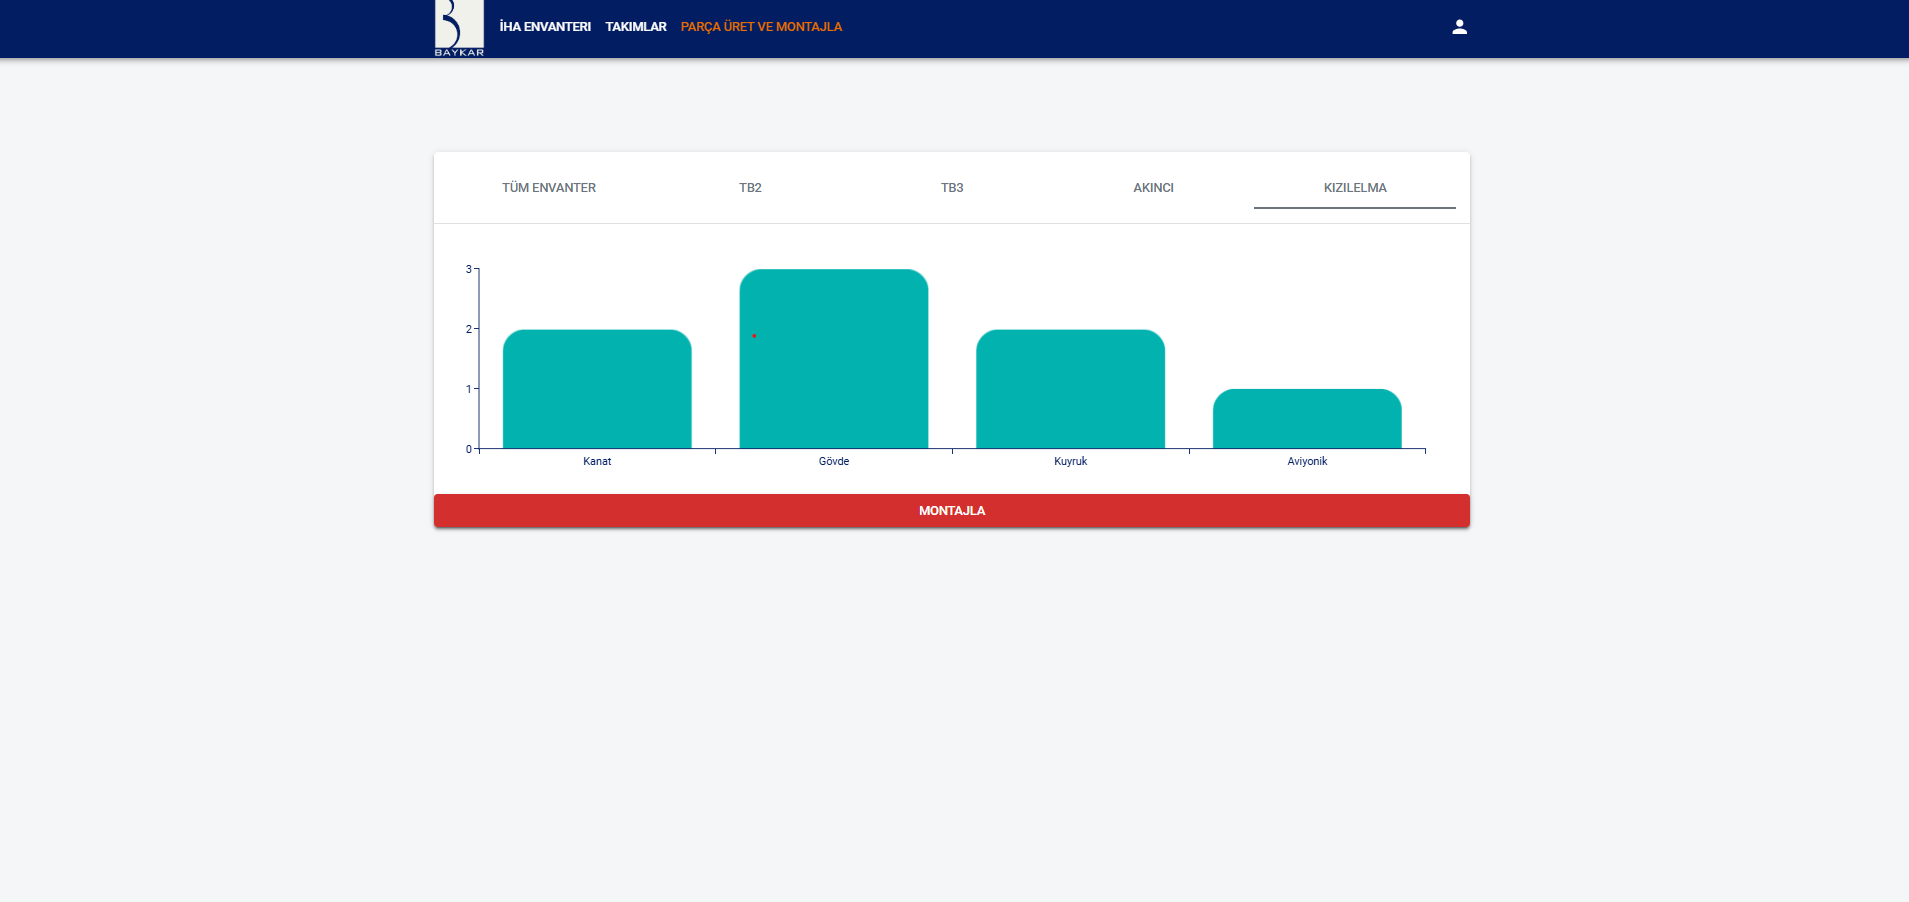 BAYKAR
İHA ENVANTERI TAKIMLAR PARÇA ÜRET VE MONTAJLA
TÜM ENVANTER TB2 TB3 AKINCI KIZILELMA
3
2
1
0
Kanat Gövde Kuyruk Aviyonik
MONTAJLA